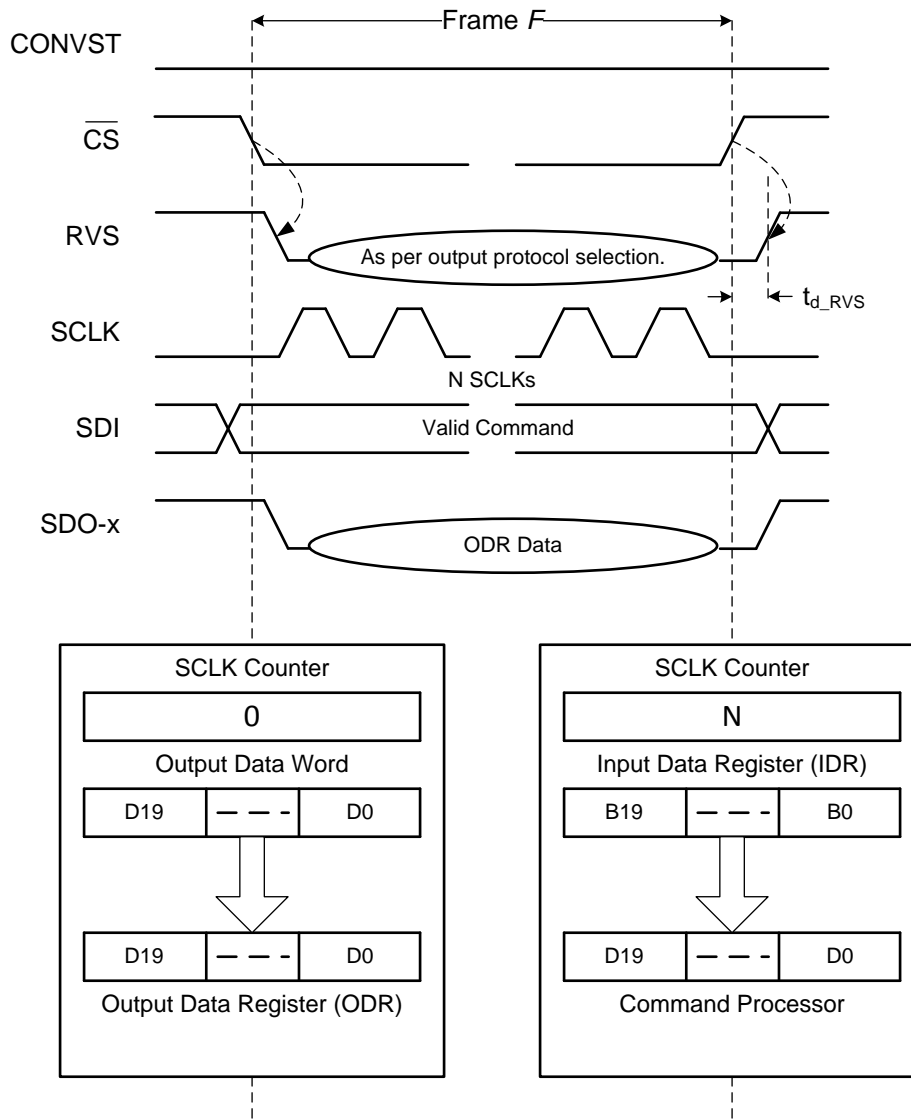 Frame F
CONVST
CS
RVS
As per output protocol selection.
td_RVS
SCLK
N SCLKs
SDI
Valid Command
SDO-x
ODR Data
SCLK Counter
0
Output Data Word
D19 D0
D19 D0
Output Data Register (ODR)
SCLK Counter
N
Input Data Register (IDR)
B19 B0
D19 D0
Command Processor